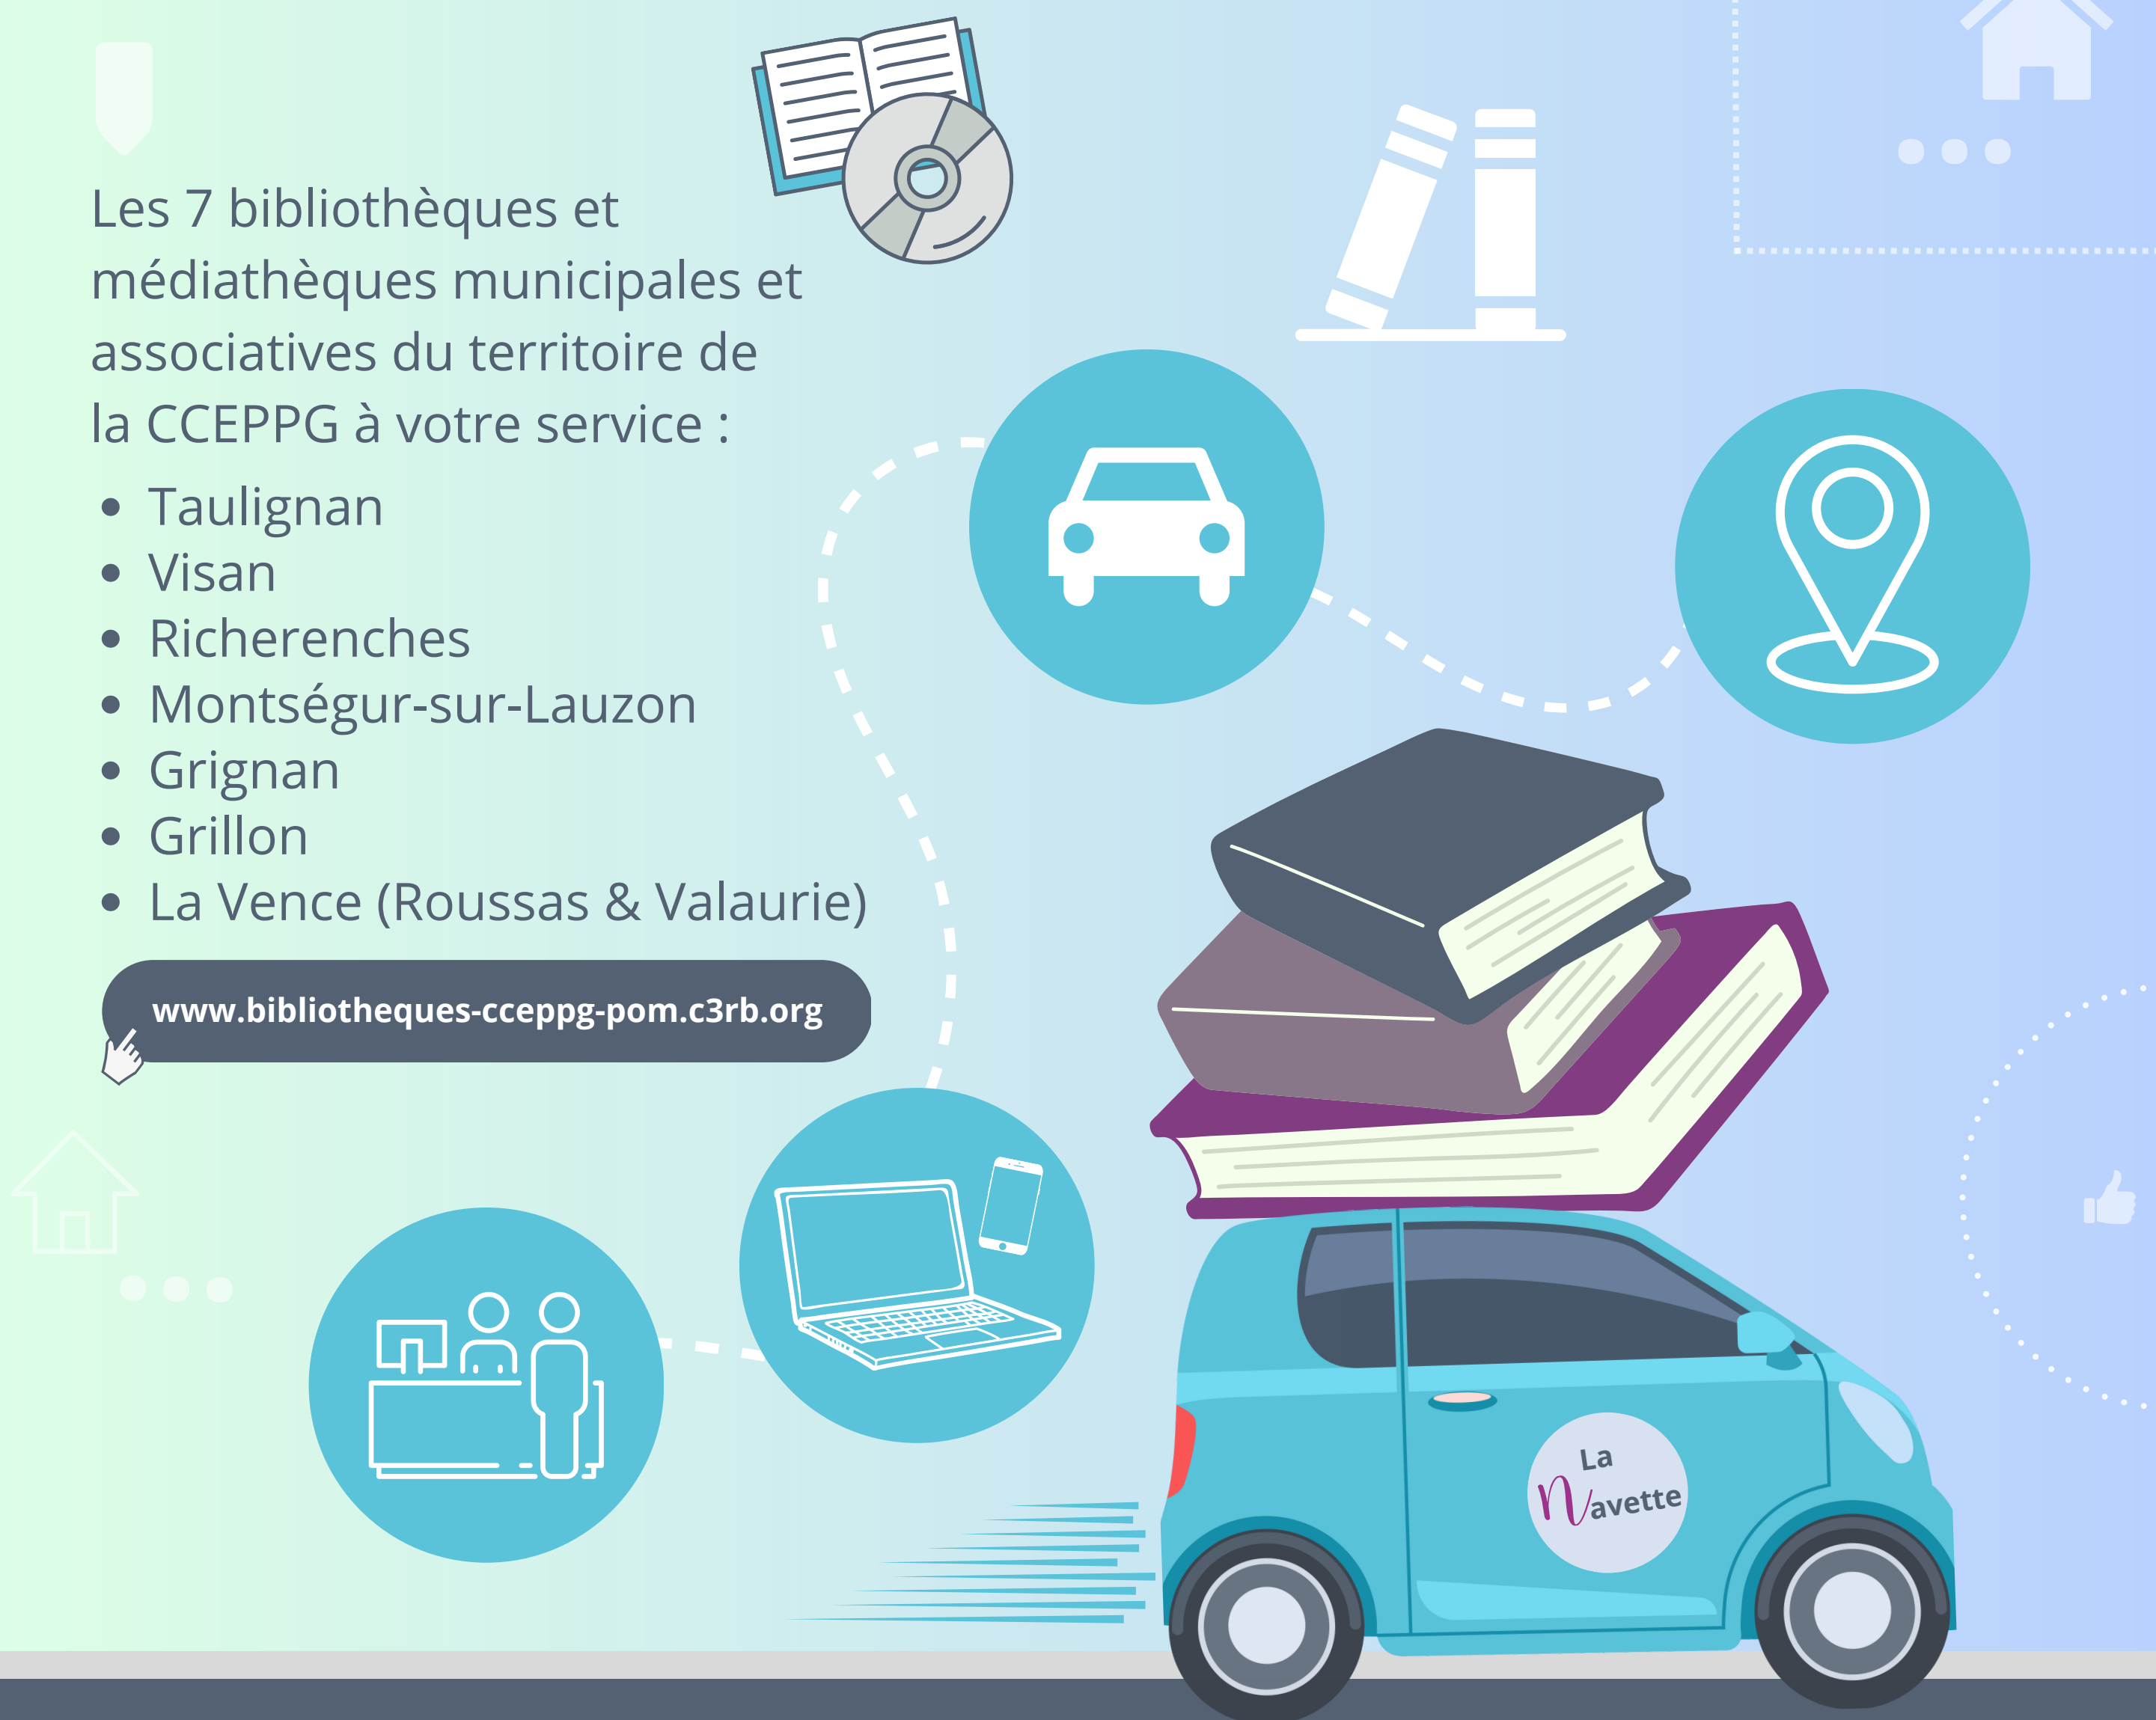 Les 7 bibliothèques et
médiathèques municipales et
associatives du territoire de
la CCEPPG à votre service :
• Taulignan
• Visan
• Richerenches
• Montségur-sur-Lauzon
• Grignan
• Grillon
• La Vence (Roussas & Valaurie)
www.bibliotheques-cceppg-pom.c3rb.org
La
Navette